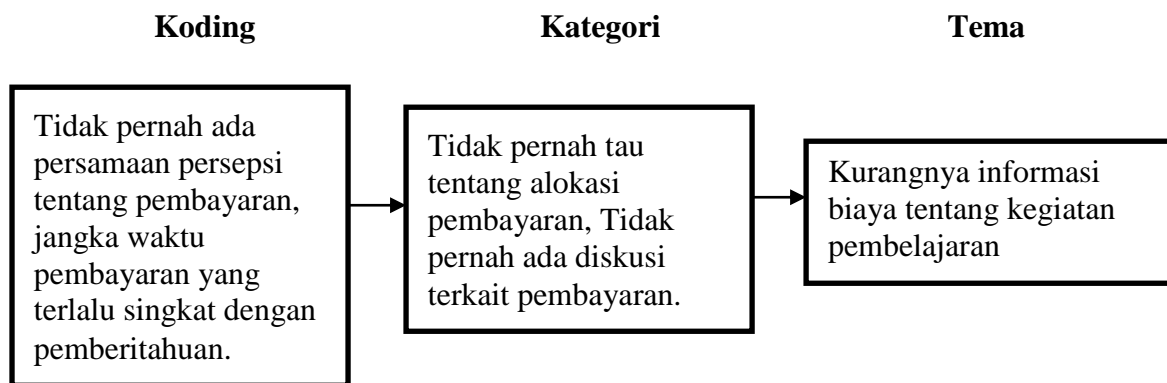 Koding Kategori Tema
Tidak pernah ada
persamaan persepsi
tentang pembayaran,
jangka waktu
pembayaran yang
terlalu singkat dengan
pemberitahuan.
Tidak pernah tau
tentang alokasi
pembayaran, Tidak
pernah ada diskusi
terkait pembayaran.
Kurangnya informasi
biaya tentang kegiatan
pembelajaran